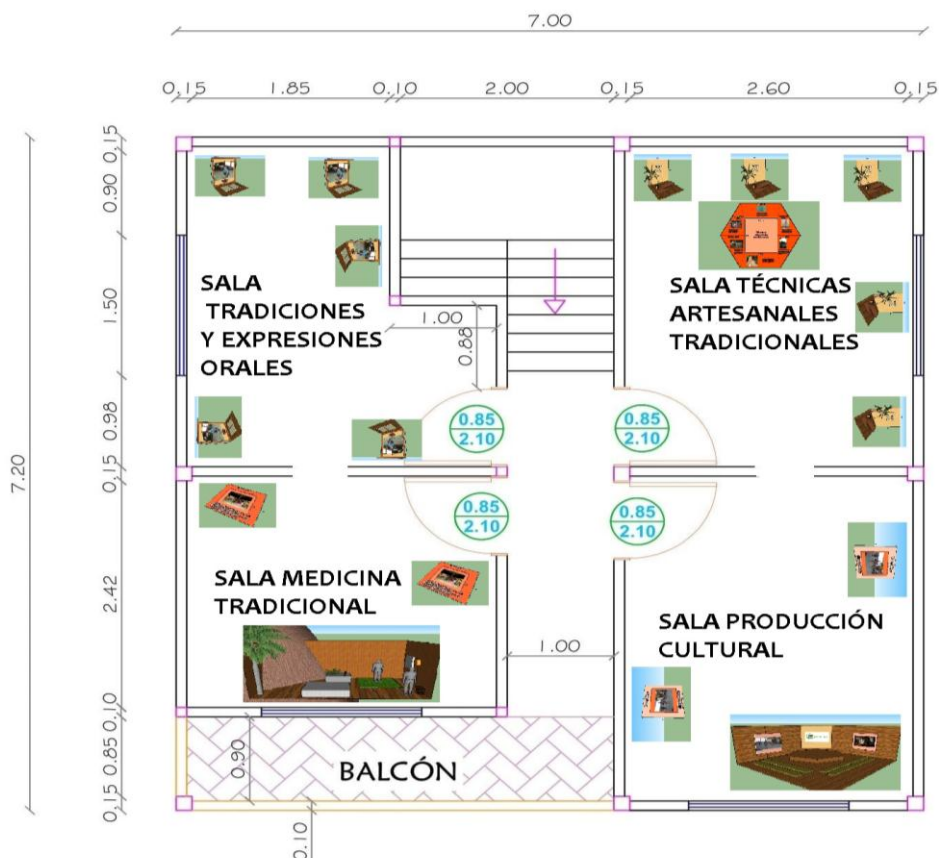 7.00
0,15 1.85 0.10 2.00 0,15 2.60 0,15
7.20
0,15
0.90
1.50
0.98
0,15
2.42
0.10
0.85
0,15
SALA
TRADICIONES
Y EXPRESIONES
ORALES
1.00
0.88
SALA TÉCNICAS
ARTESANALES
TRADICIONALES
0.85
2.10
0.85
2.10
0.85
2.10
0.85
2.10
SALA MEDICINA
TRADICIONAL
SALA PRODUCCIÓN
CULTURAL
1.00
0.90
BALCÓN
0.10